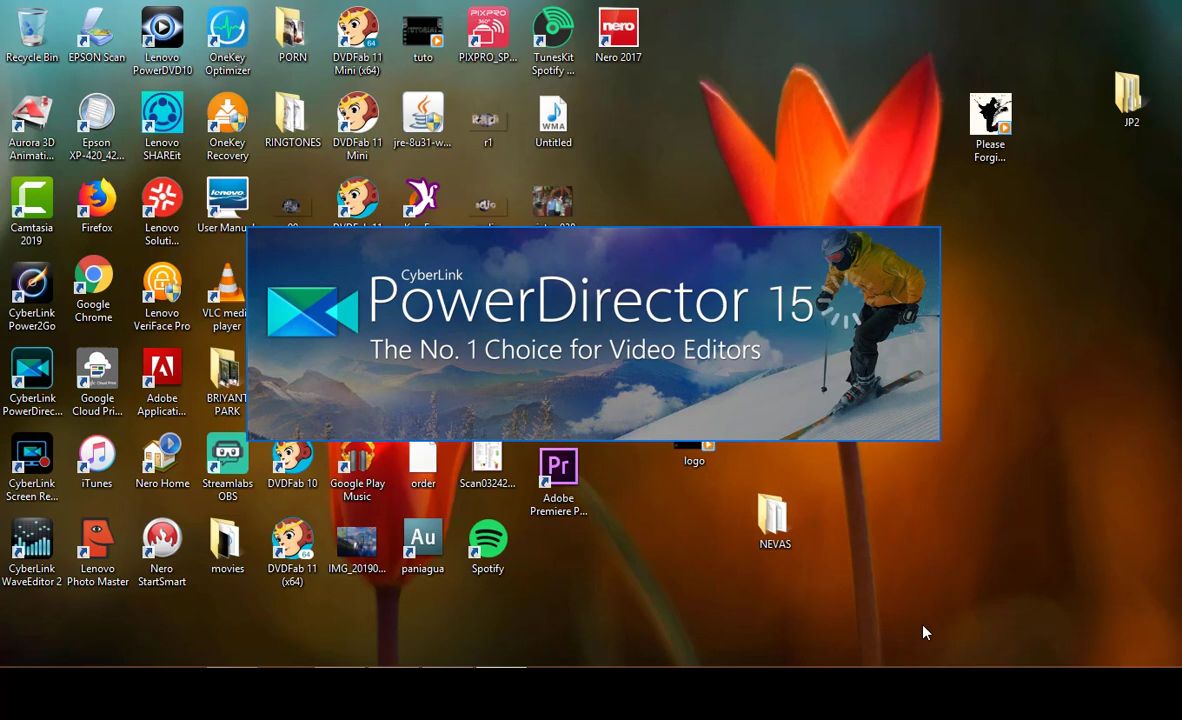 Recycle Bin
EPSON Scan
Lenovo
PowerDVD10
OneKey
Optimizer
PORN
DVDFab 11
Mini (x64)
tuto
PIXPRO_SP...
TunesKit
Spotify ...
Nero 2017
Aurora 3D
Animati...
Epson
XP-420_42...
Lenovo
SHAREit
OneKey
Recovery
RINGTONES
DVDFab 11
Mini
jre-8u31-w...
r1
Untitled
Please
Forgi...
JP2
Camtasia
2019
Firefox
Lenovo
Soluti...
DVDFab 11
CyberLink
PowerDirector 15
The No. 1 Choice for Video Editors
CyberLink
Power2Go
Google
Chrome
Lenovo
VeriFace Pro
VLC medi
player
CyberLink
PowerDirec...
Google
Cloud Pri...
Adobe
Applicati...
BRIYANT
PARK
CyberLink
Screen Re...
iTunes
Nero Home
Streamlabs
OBS
DVDFab 10
Google Play
Music
order
Scan03242...
Adobe
Premiere P...
logo
NEVAS
CyberLink
WaveEditor 2
Lenovo
Photo Master
Nero
StartSmart
movies
DVDFab 11
(x64)
IMG_20190...
paniagua
Spotify